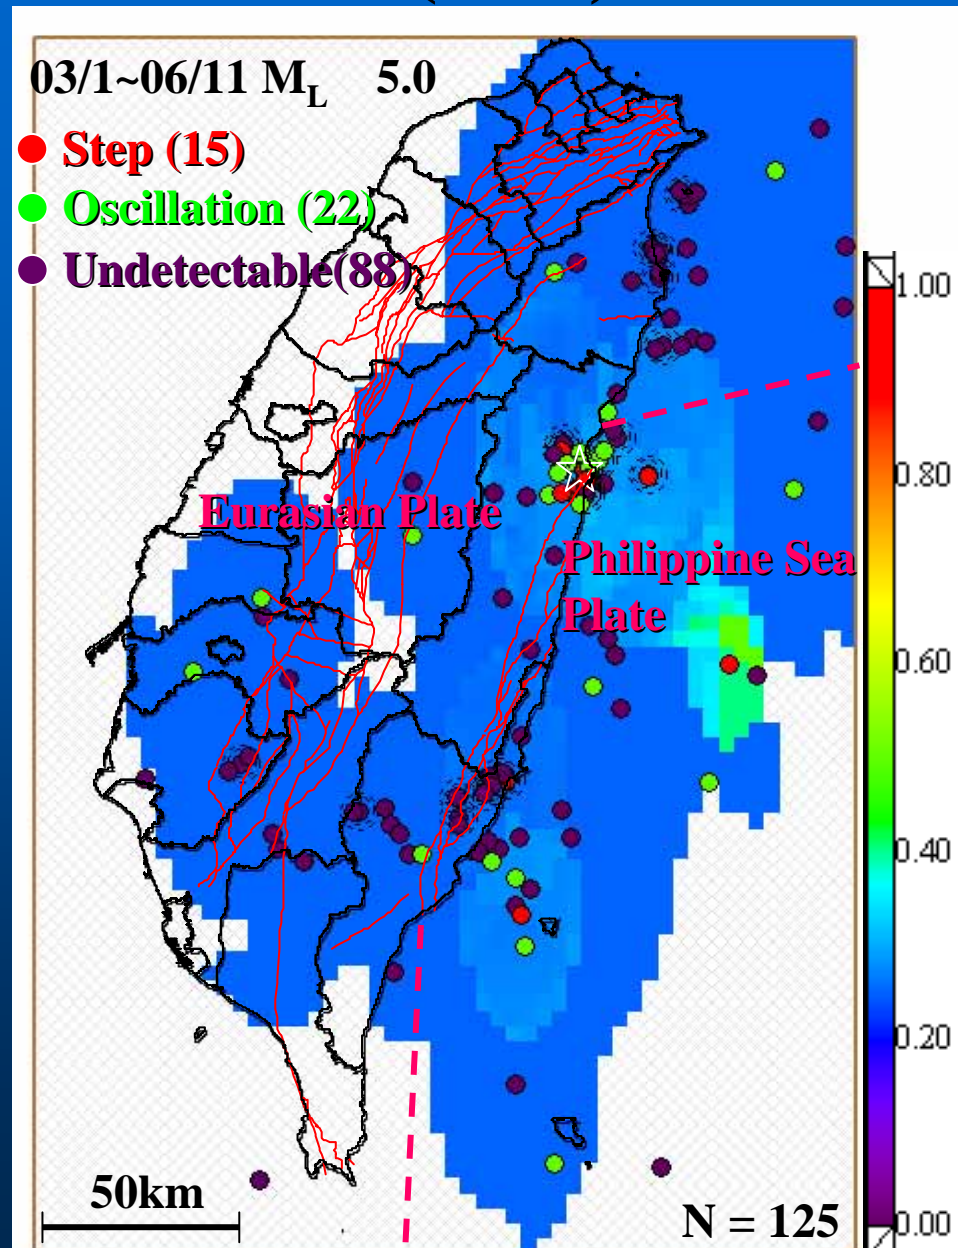 03/1~06/11 M_L 5.0
Step (15)
Oscillation (22)
Undetectable(88)
1.00
0.80
Eurasian Plate
Philippine Sea
Plate
0.60
0.40
0.20
50km
N = 125
0.00